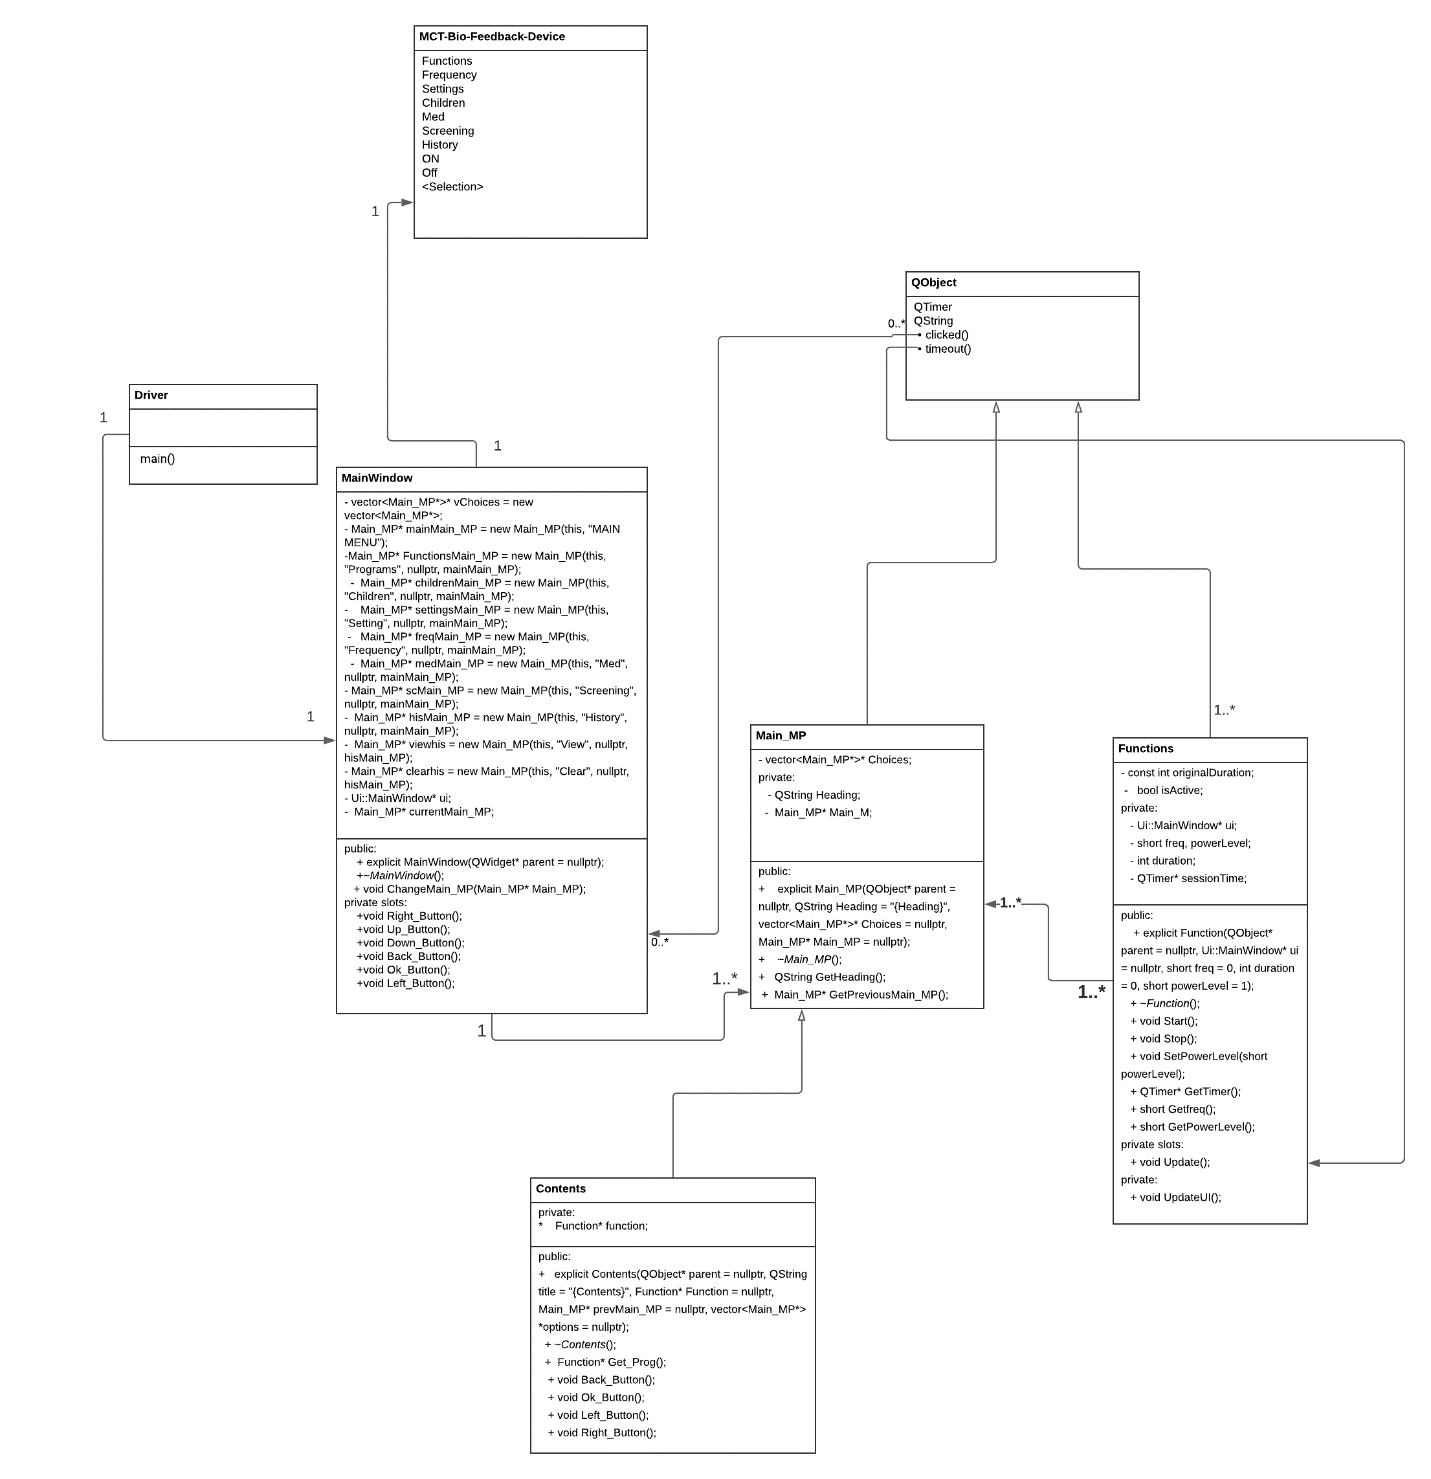 MCT-Bio-Feedback-Device
Functions
Frequency
Settings
Children
Med
Screening
History
ON
Off
<Selection>
1
QObject
QTimer
QString
• clicked()
• timeout()
0..*
Driver
main()
1
1
MainWindow
- vector<Main_MP*>* vChoices = new
vector<Main_MP*>;
- Main_MP* mainMain_MP = new Main_MP(this, "MAIN
MENU");
-Main_MP* FunctionsMain_MP = new Main_MP(this,
"Programs", nullptr, mainMain_MP);
- Main_MP* childrenMain_MP = new Main_MP(this,
"Children", nullptr, mainMain_MP);
- Main_MP* settingsMain_MP = new Main_MP(this,
"Setting", nullptr, mainMain_MP);
- Main_MP* freqMain_MP = new Main_MP(this,
"Frequency", nullptr, mainMain_MP);
- Main_MP* medMain_MP = new Main_MP(this, "Med",
nullptr, mainMain_MP);
- Main_MP* scMain_MP = new Main_MP(this, "Screening",
nullptr, mainMain_MP);
- Main_MP* hisMain_MP = new Main_MP(this, "History",
nullptr, mainMain_MP);
- Main_MP* viewhis = new Main_MP(this, "View", nullptr,
hisMain_MP);
- Main_MP* clearhis = new Main_MP(this, "Clear", nullptr,
hisMain_MP);
- Ui::MainWindow* ui;
- Main_MP* currentMain_MP;
public:
+ explicit MainWindow(QWidget* parent = nullptr);
+~MainWindow();
+ void ChangeMain_MP(Main_MP* Main_MP);
private slots:
+void Right_Button();
+void Up_Button();
+void Down_Button();
+void Back_Button();
+void Ok_Button();
+void Left_Button();
1
0..*
1
1..*
Main_MP
- vector<Main_MP*>* Choices;
private:
- QString Heading;
- Main_MP* Main_M;
public:
+ explicit Main_MP(QObject* parent =
nullptr, QString Heading = "{Heading}",
vector<Main_MP*>* Choices = nullptr,
Main_MP* Main_MP = nullptr);
+ ~Main_MP();
+ QString GetHeading();
+ Main_MP* GetPreviousMain_MP();
1..*
1..*
1..*
Functions
- const int originalDuration;
- bool isActive;
private:
- Ui::MainWindow* ui;
- short freq, powerLevel;
- int duration;
- QTimer* sessionTime;
public:
+ explicit Function(QObject*
parent = nullptr, Ui::MainWindow* ui
= nullptr, short freq = 0, int duration
= 0, short powerLevel = 1);
+ ~Function();
+ void Start();
+ void Stop();
+ void SetPowerLevel(short
powerLevel);
+ QTimer* GetTimer();
+ short Getfreq();
+ short GetPowerLevel();
private slots:
+ void Update();
private:
+ void UpdateUI();
Contents
private:
* Function* function;
public:
+ explicit Contents(QObject* parent = nullptr, QString
title = "{Contents}", Function* Function = nullptr,
Main_MP* prevMain_MP = nullptr, vector<Main_MP*>
*options = nullptr);
+ ~Contents();
+ Function* Get_Prog();
+ void Back_Button();
+ void Ok_Button();
+ void Left_Button();
+ void Right_Button();